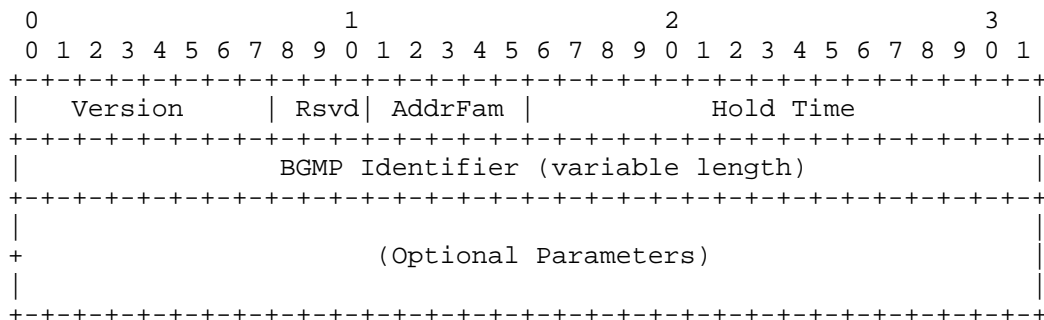 0                   1                   2                   3
 0 1 2 3 4 5 6 7 8 9 0 1 2 3 4 5 6 7 8 9 0 1 2 3 4 5 6 7 8 9 0 1
+-+-+-+-+-+-+-+-+-+-+-+-+-+-+-+-+-+-+-+-+-+-+-+-+-+-+-+-+-+-+-+-+
|   Version     | Rsvd| AddrFam |           Hold Time           |
+-+-+-+-+-+-+-+-+-+-+-+-+-+-+-+-+-+-+-+-+-+-+-+-+-+-+-+-+-+-+-+-+
|                BGMP Identifier (variable length)              |
+-+-+-+-+-+-+-+-+-+-+-+-+-+-+-+-+-+-+-+-+-+-+-+-+-+-+-+-+-+-+-+-+
|                                                               |
+                      (Optional Parameters)                    |
|                                                               |
+-+-+-+-+-+-+-+-+-+-+-+-+-+-+-+-+-+-+-+-+-+-+-+-+-+-+-+-+-+-+-+-+